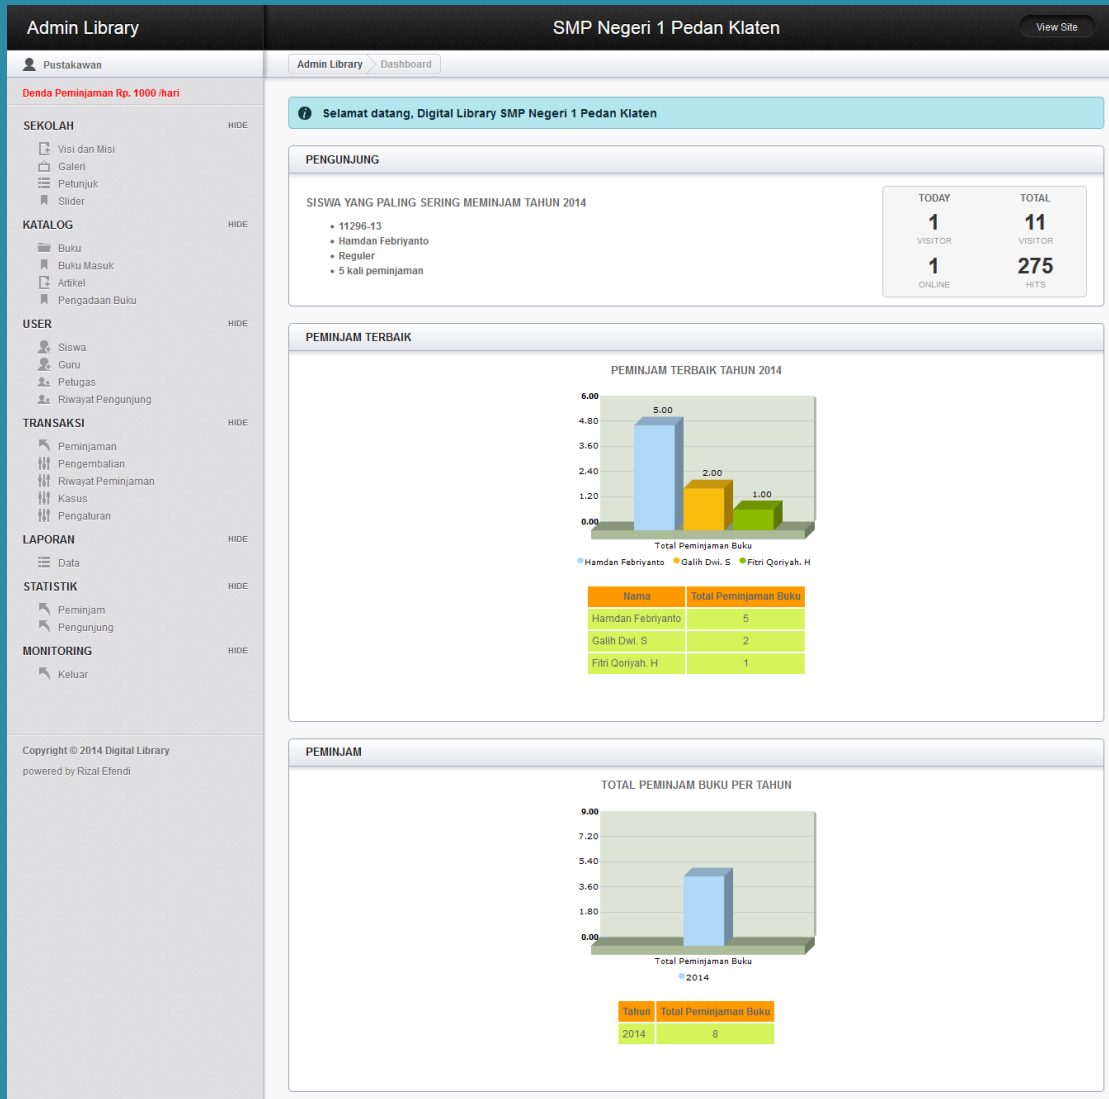 Admin Library
SMP Negeri 1 Pedan Klaten
View Site
Pustakawan
Admin Library
Dashboard
Denda Peminjaman Rp. 1000 /hari
SEKOLAH
HIDE
Visi dan Misi
Galeri
Petunjuk
Slider
KATALOG
HIDE
Buku
Buku Masuk
Artikel
Pengadaan Buku
USER
HIDE
Siswa
Guru
Petugas
Riwayat Pengunjung
TRANSAKSI
HIDE
Peminjaman
Pengembalian
Riwayat Peminjaman
Kasus
Pengaturan
LAPORAN
HIDE
Data
STATISTIK
HIDE
Peminjam
Pengunjung
MONITORING
HIDE
Keluar
Copyright © 2014 Digital Library
powered by Rizal Efendi
Selamat datang, Digital Library SMP Negeri 1 Pedan Klaten
PENGUNJUNG
SISWA YANG PALING SERING MEMINJAM TAHUN 2014
• 11296-13
• Hamdan Febriyanto
• Reguler
• 5 kali peminjaman
TODAY
TOTAL
1
11
VISITOR
VISITOR
1
275
ONLINE
HITS
PEMINJAM TERBAIK
PEMINJAM TERBAIK TAHUN 2014
6.00
5.00
4.80
3.60
2.40
2.00
1.20
1.00
0.00
Total Peminjaman Buku
Hamdan Febriyanto Galih Dwi. S Fitri Qoriyah. H
Nama Total Peminjaman Buku
Hamdan Febriyanto 5
Galih Dwi. S 2
Fitri Qoriyah. H 1
PEMINJAM
TOTAL PEMINJAM BUKU PER TAHUN
9.00
7.20
5.40
3.60
1.80
0.00
Total Peminjaman Buku
2014
Tahun Total Peminjaman Buku
2014 8